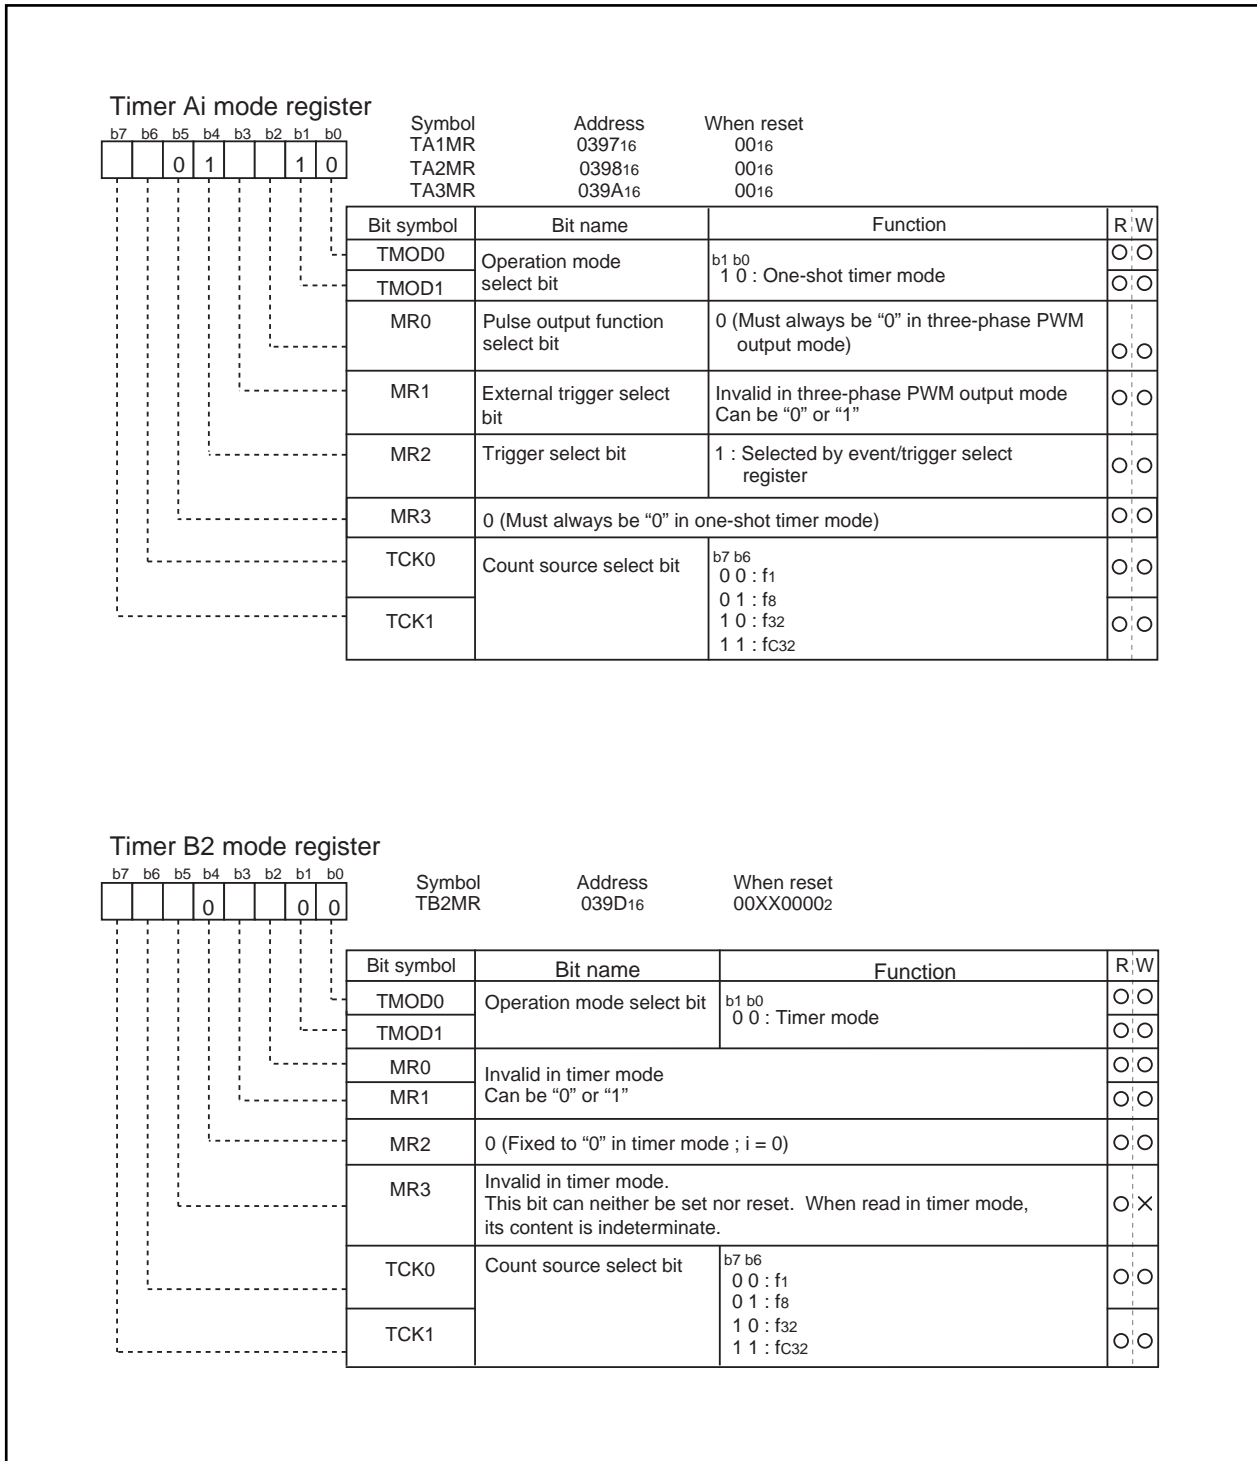 Timer Ai mode register
b7 b6 b5 b4 b3 b2 b1 b0
0 1 1 0
Symbol Address When reset
TA1MR 039716 0016
TA2MR 039816 0016
TA3MR 039A16 0016
Bit symbol Bit name Function R W
TMOD0 Operation mode select bit b1 b0
TMOD1 1 0 : One-shot timer mode
MR0 Pulse output function 0 (Must always be “0” in three-phase PWM
select bit output mode)
MR1 External trigger select Invalid in three-phase PWM output mode
bit Can be “0” or “1”
MR2 Trigger select bit 1 : Selected by event/trigger select
register
MR3 0 (Must always be “0” in one-shot timer mode)
TCK0 Count source select bit b7 b6
0 0 : f1
0 1 : f8
TCK1 1 0 : f32
1 1 : fC32
Timer B2 mode register
b7 b6 b5 b4 b3 b2 b1 b0
0 0 0
Symbol Address When reset
TB2MR 039D16 00XX00002
Bit symbol Bit name Function R W
TMOD0 Operation mode select bit b1 b0
0 0 : Timer mode
TMOD1
MR0 Invalid in timer mode
MR1 Can be “0” or “1”
MR2 0 (Fixed to “0” in timer mode ; i = 0)
MR3 Invalid in timer mode.
This bit can neither be set nor reset. When read in timer mode,
its content is indeterminate.
TCK0 Count source select bit b7 b6
0 0 : f1
0 1 : f8
TCK1 1 0 : f32
1 1 : fC32